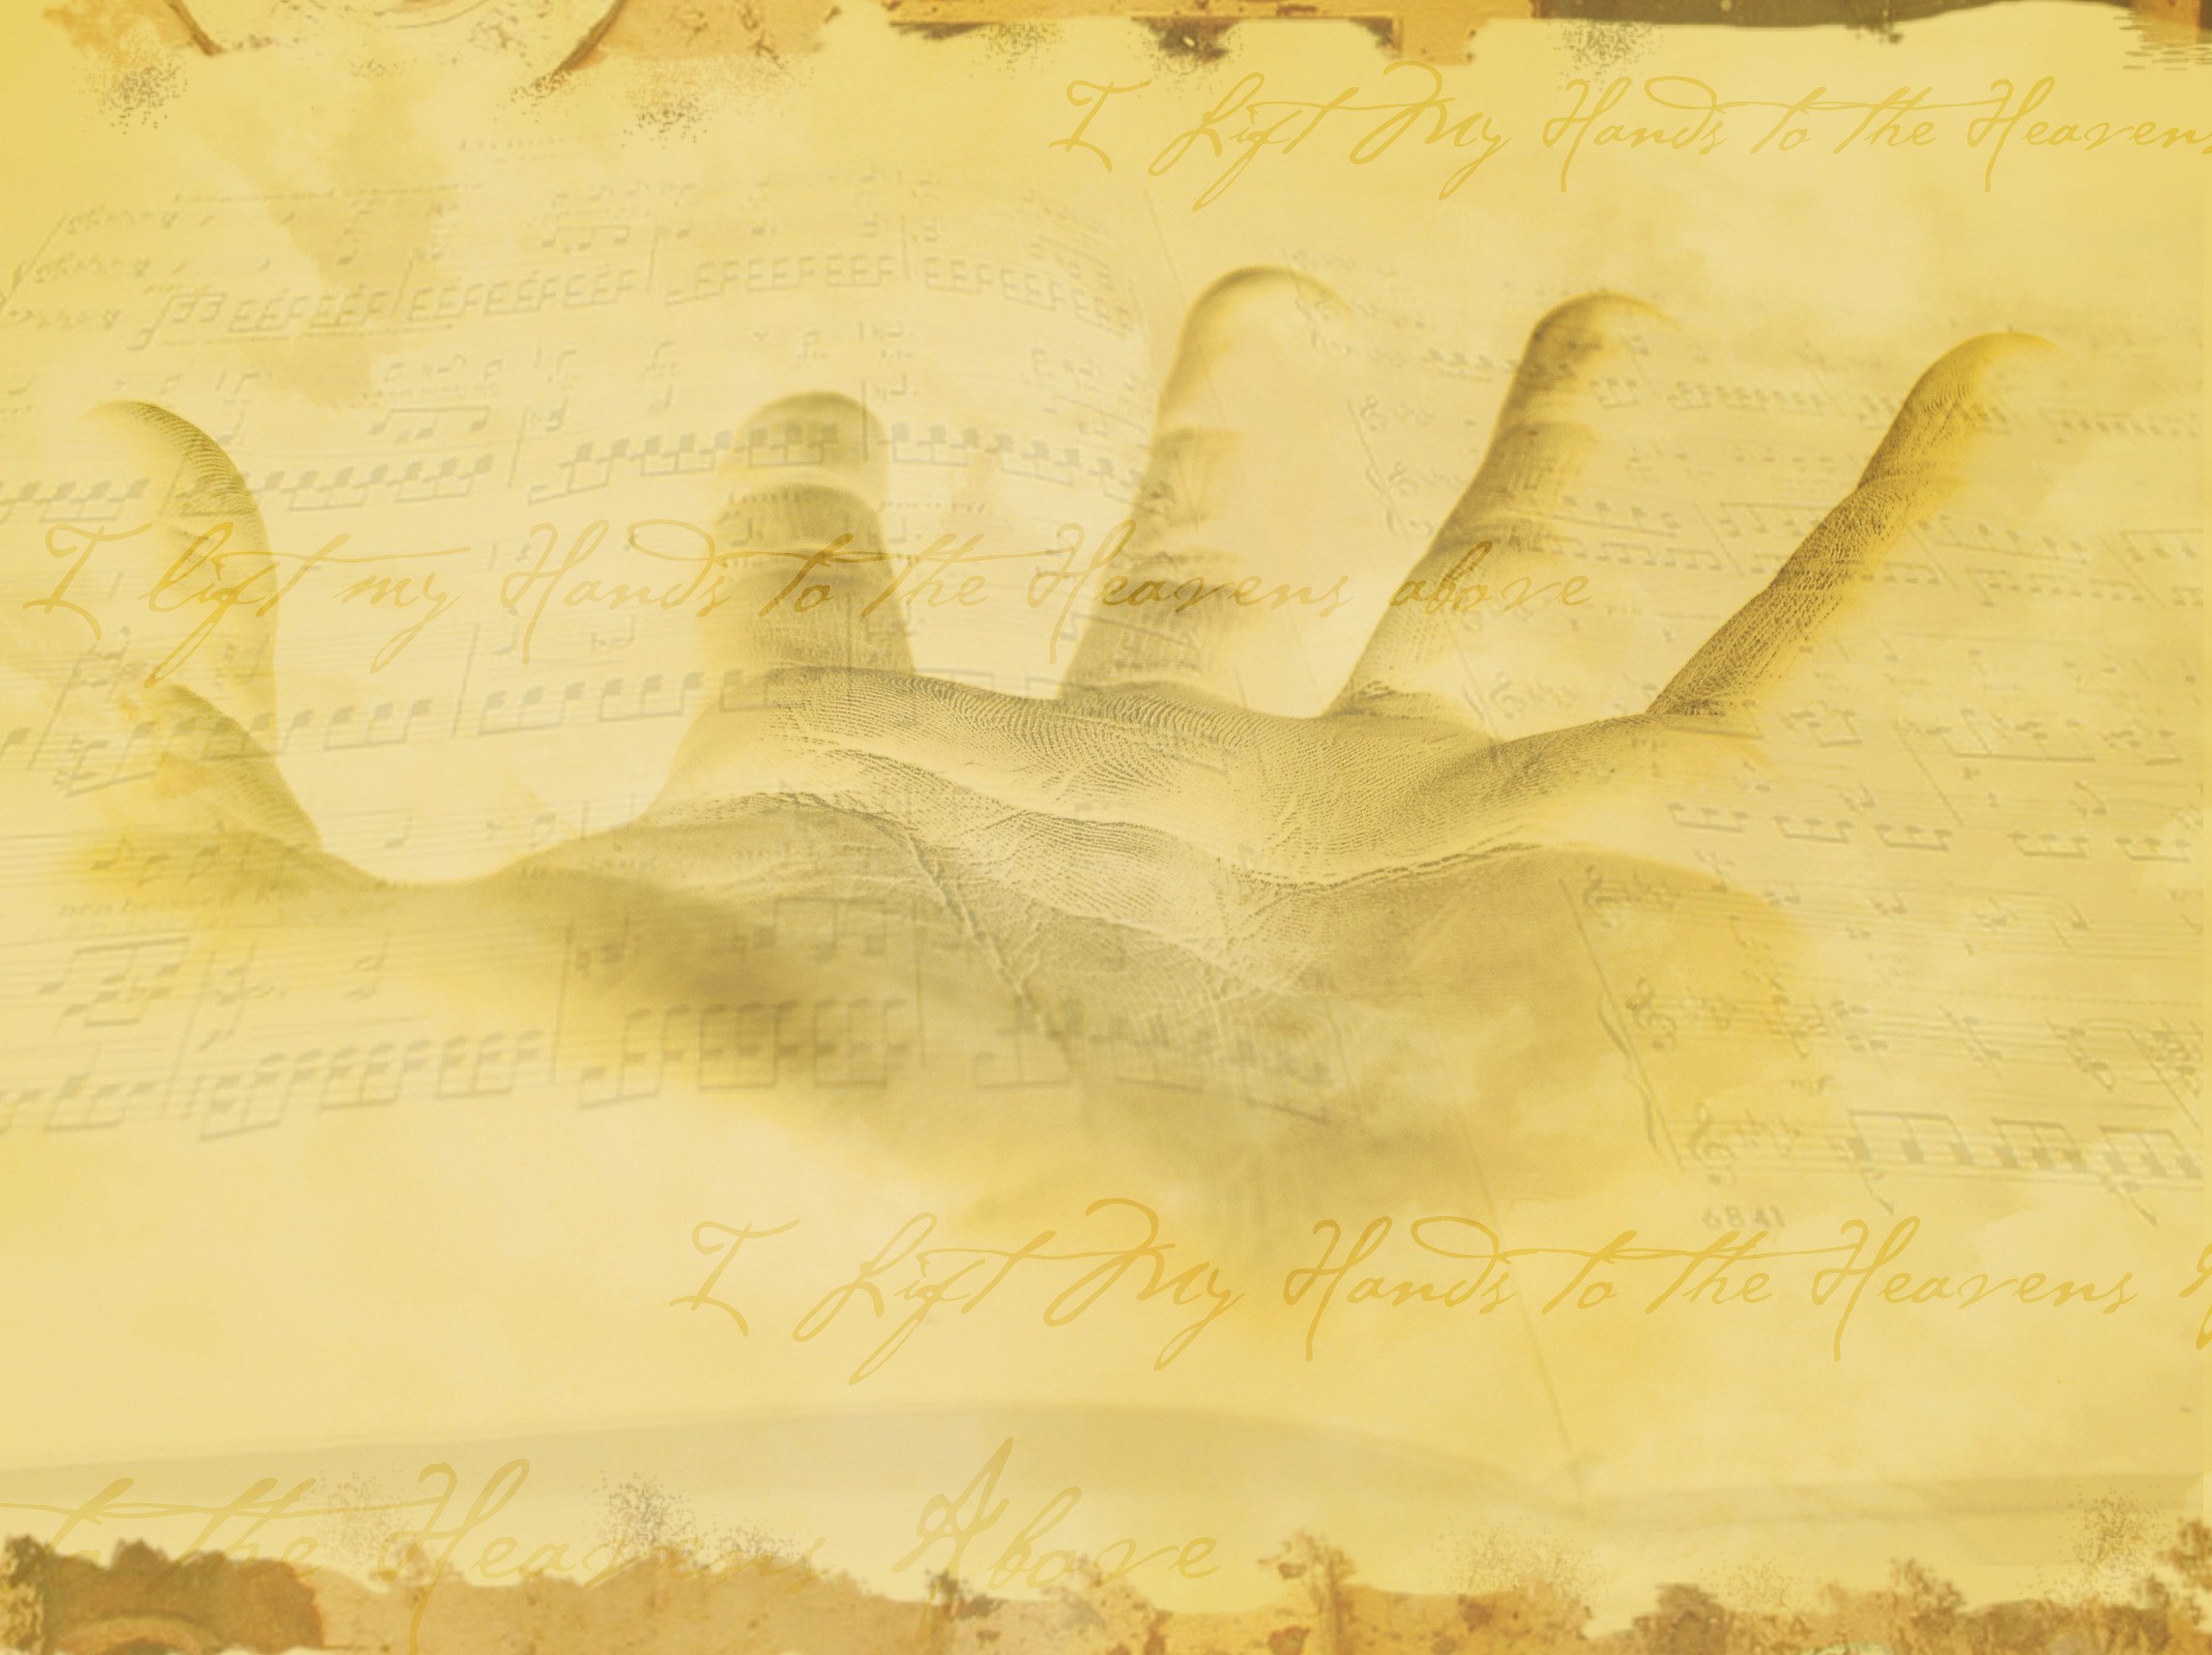 I Lift My Hands to the Heavens
I lift my Hands to the Heavens above
6841
I Lift My Hands to the Heavens
to the Heavens Above